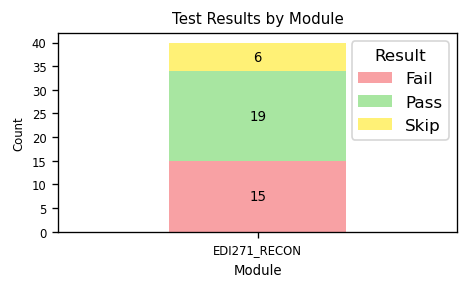 Test Results by Module
Result
Fail
Pass
Skip
Count
40
35
30
25
20
15
10
5
0
6
19
15
EDI271_RECON
Module